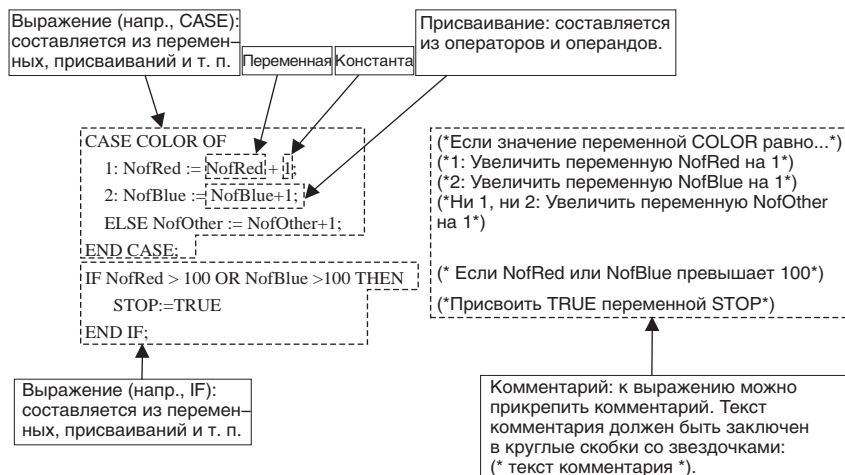 Выражение (напр., CASE):
составляется из перемен–
ных, присваиваний и т. п.
Переменная
Константа
Присваивание: составляется
из операторов и операндов.
CASE COLOR OF
1: NofRed := NofRed + 1;
2: NofBlue := NofBlue+1;
ELSE NofOther := NofOther+1;
END CASE;
IF NofRed > 100 OR NofBlue >100 THEN
STOP:=TRUE
END IF;
(*Если значение переменной COLOR равно...*)
(*1: Увеличить переменную NofRed на 1*)
(*2: Увеличить переменную NofBlue на 1*)
(*Ни 1, ни 2: Увеличить переменную NofOther
на 1*)
(* Если NofRed или NofBlue превышает 100*)
(*Присвоить TRUE переменной STOP*)
Выражение (напр., IF):
составляется из перемен–
ных, присваиваний и т. п.
Комментарий: к выражению можно
прикрепить комментарий. Текст
комментария должен быть заключен
в круглые скобки со звездочками:
(* текст комментария *).